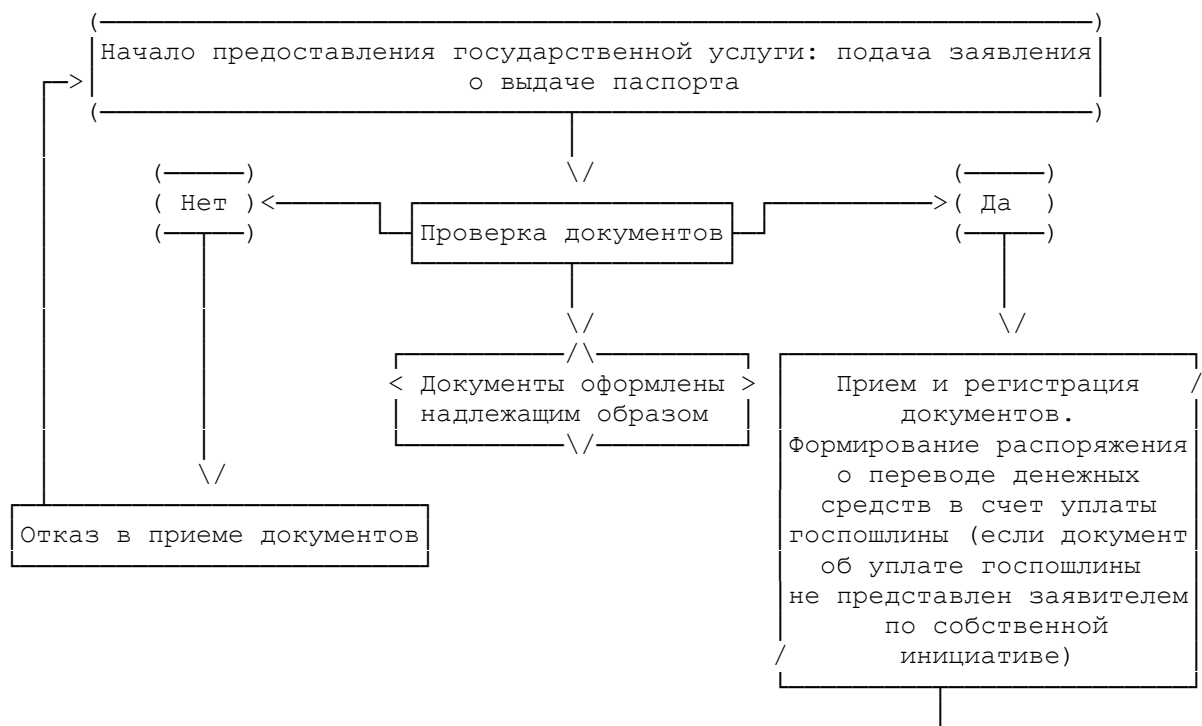 Начало предоставления государственной услуги: подача заявления
о выдаче паспорта
Нет
Да
Проверка документов
Документы оформлены
надлежащим образом
Прием и регистрация
документов.
Формирование распоряжения
о переводе денежных
средств в счет уплаты
госпошлины (если документ
об уплате госпошлины
не представлен заявителем
по собственной
инициативе)
Отказ в приеме документов